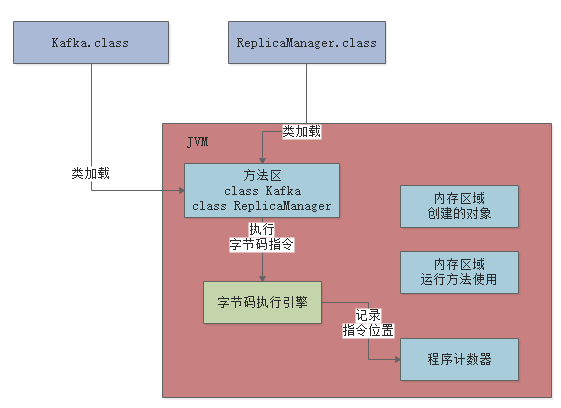 Kafka.class
ReplicaManager.class
JVM
类加载
类加载
方法区
class Kafka
class ReplicaManager
内存区域
创建的对象
执行
字节码指令
内存区域
运行方法使用
字节码执行引擎
记录
指令位置
程序计数器